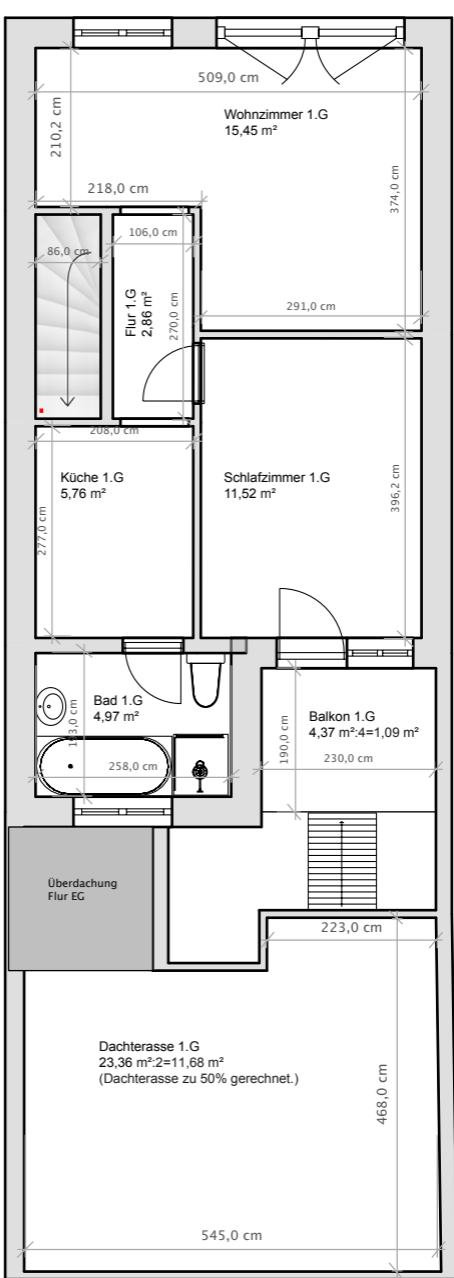 509,0 cm
Wohnzimmer 1.G
15,45 m²
210,2 cm
374,0 cm
218,0 cm
291,0 cm
86,0 cm
106,0 cm
Flur 1.G
2,86 m²
270,0 cm
208,0 cm
Küche 1.G
5,76 m²
277,0 cm
Schlafzimmer 1.G
11,52 m²
396,2 cm
Bad 1.G
4,97 m²
193,0 cm
258,0 cm
Balkon 1.G
4,37 m²:4=1,09 m²
190,0 cm
230,0 cm
Überdachung
Flur EG
223,0 cm
Dachterasse 1.G
23,36 m²:2=11,68 m²
(Dachterasse zu 50% gerechnet.)
468,0 cm
545,0 cm